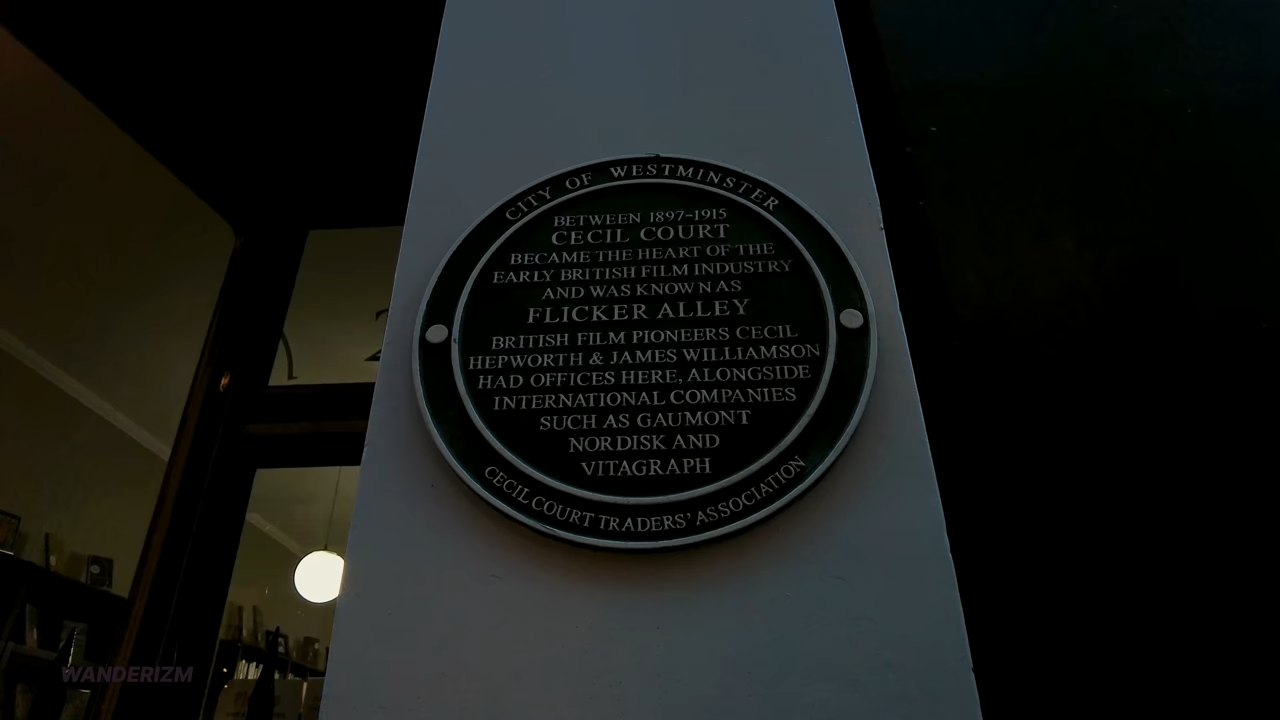 CITY OF WESTMINSTER
BETWEEN 1897-1915
CECIL COURT
BECAME THE HEART OF THE
EARLY BRITISH FILM INDUSTRY
AND WAS KNOWN AS
FLICKER ALLEY
BRITISH FILM PIONEERS CECIL
HEPWORTH & JAMES WILLIAMSON
HAD OFFICES HERE, ALONGSIDE
INTERNATIONAL COMPANIES
SUCH AS GAUMONT
NORDISK AND
VITAGRAPH
CECIL COURT TRADERS' ASSOCIATION
WANDERIZM